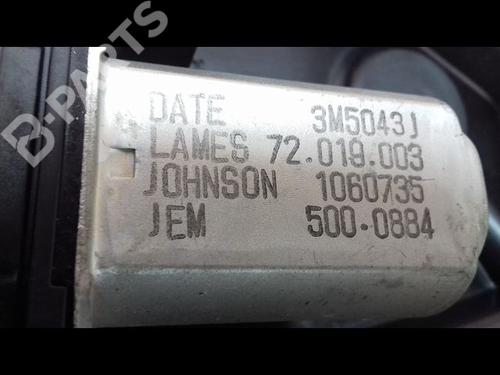 B-PARTS
DATE 3M5043J
LAMES 72.019.003
JOHNSON 1060735
JEM 500-0884